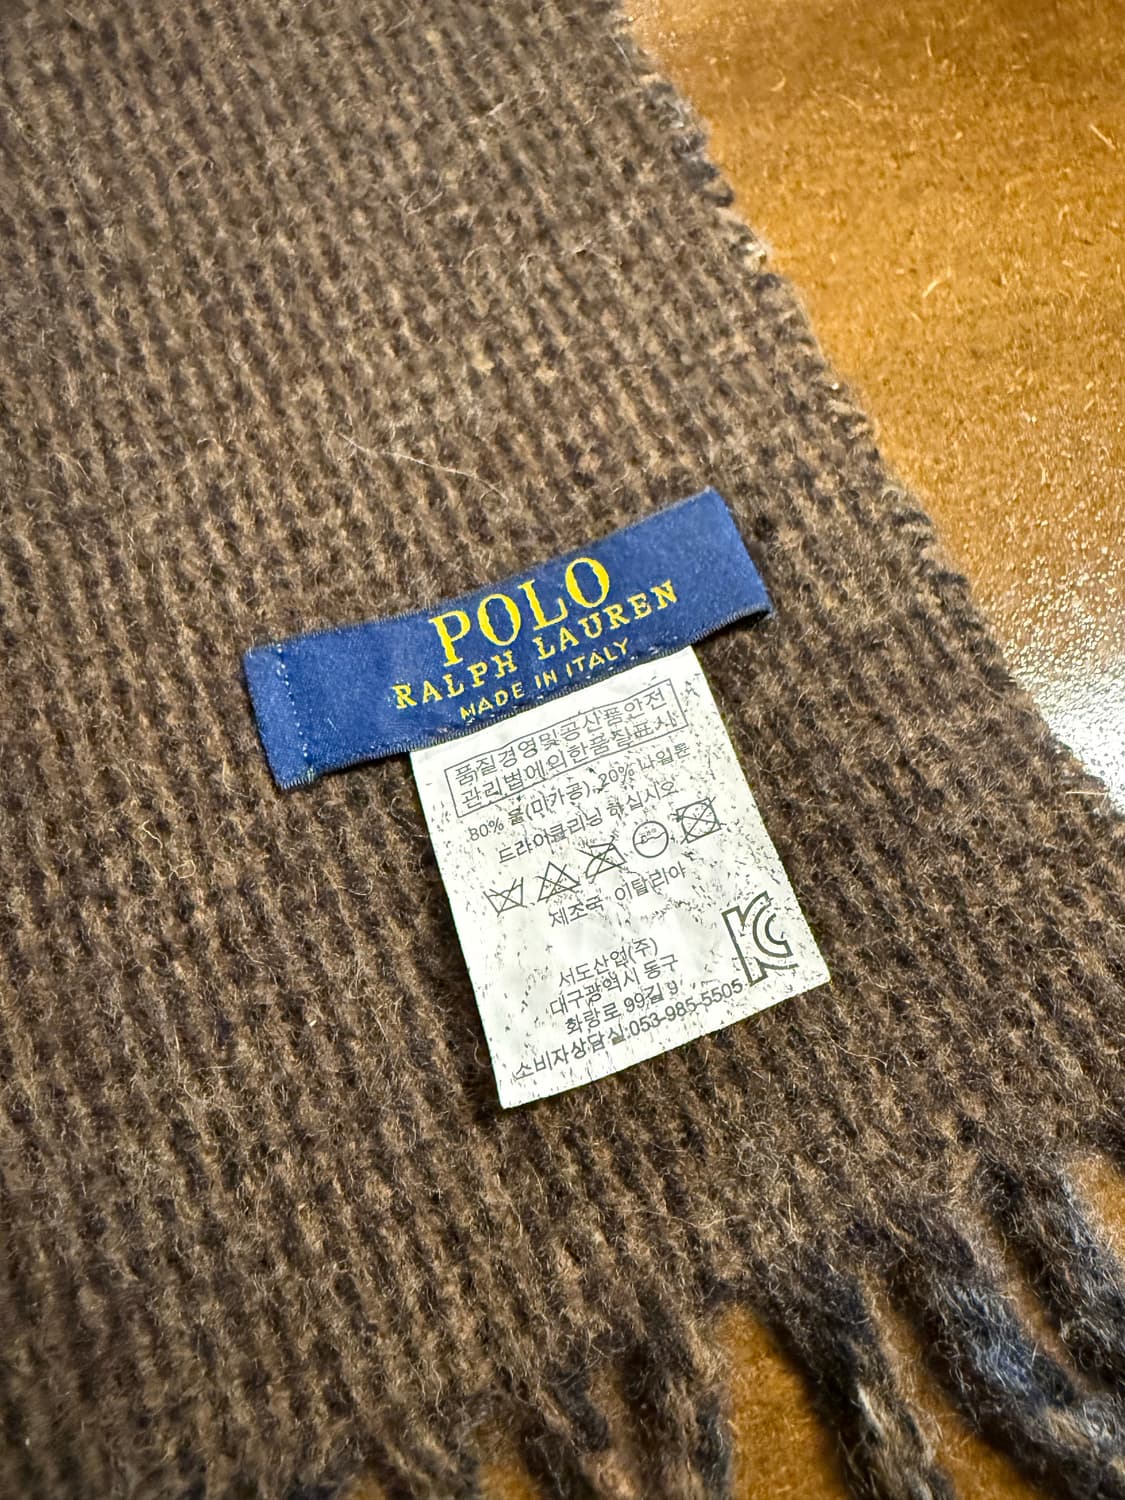 POLO
RALPH LAUREN
MADE IN ITALY
품질경영및공산품안전
관리법에의한품질표시
80% 울(미가공), 20% 나일론
드라이클리닝 하십시오
제조국 이탈리아
KC
서도산업(주)
대구광역시 동구
화랑로 99길 9
소비자상담실:053-985-5505